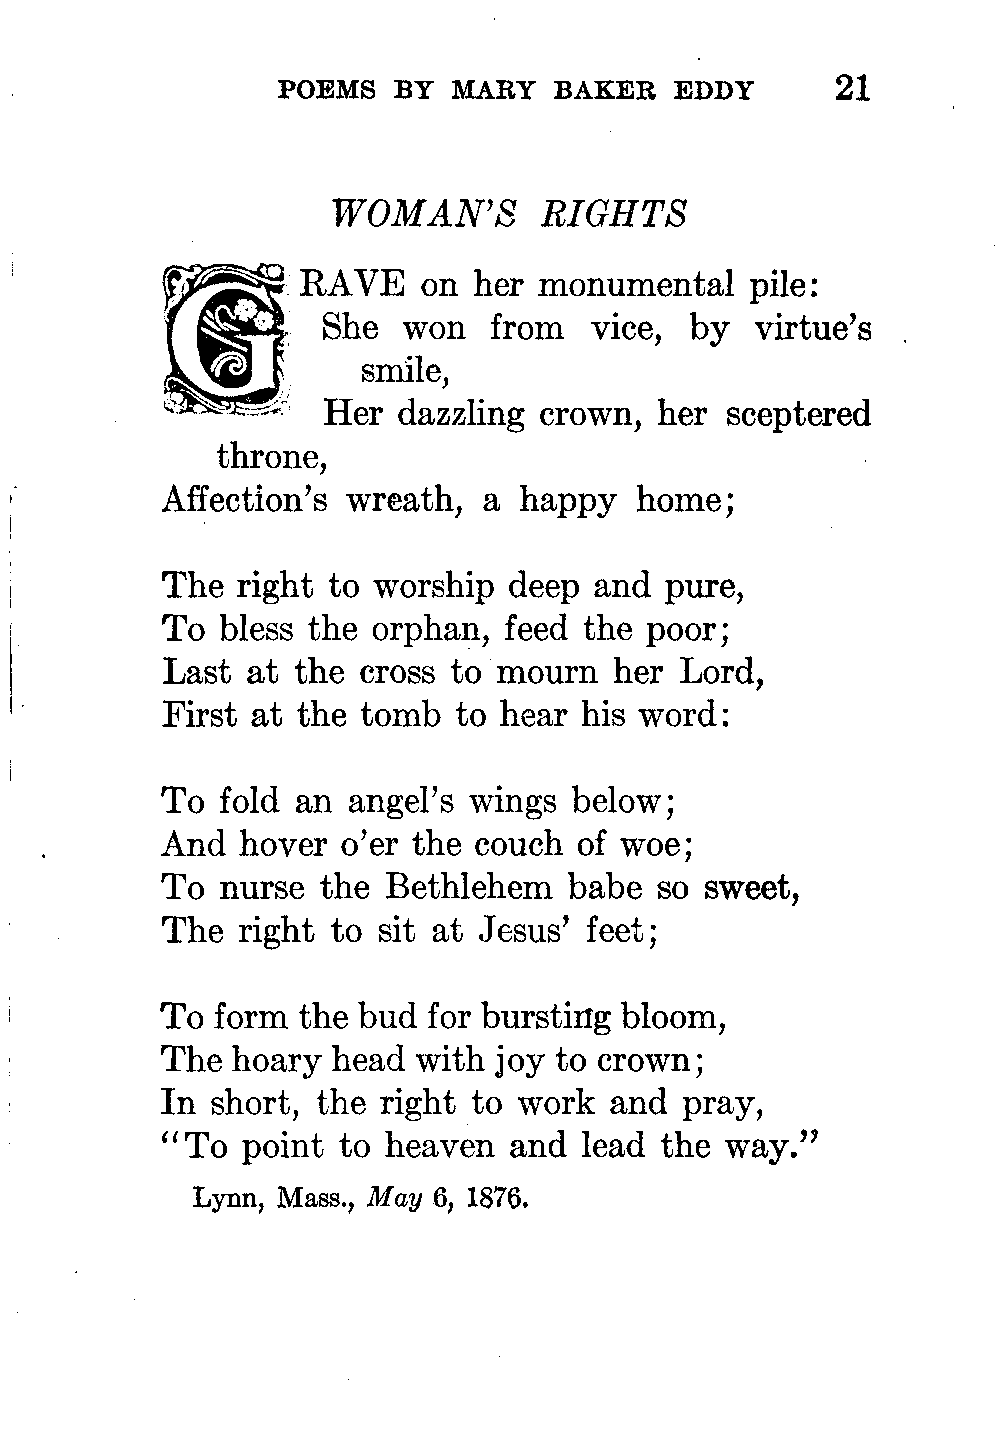 POEMS BY MARY BAKER EDDY 21
WOMAN'S RIGHTS
GRAVE on her monumental pile:
She won from vice, by virtue's
smile,
Her dazzling crown, her sceptered
throne,
Affection's wreath, a happy home;
The right to worship deep and pure,
To bless the orphan, feed the poor;
Last at the cross to mourn her Lord,
First at the tomb to hear his word:
To fold an angel's wings below;
And hover o'er the couch of woe;
To nurse the Bethlehem babe so sweet,
The right to sit at Jesus' feet;
To form the bud for bursting bloom,
The hoary head with joy to crown;
In short, the right to work and pray,
"To point to heaven and lead the way."
Lynn, Mass., May 6, 1876.